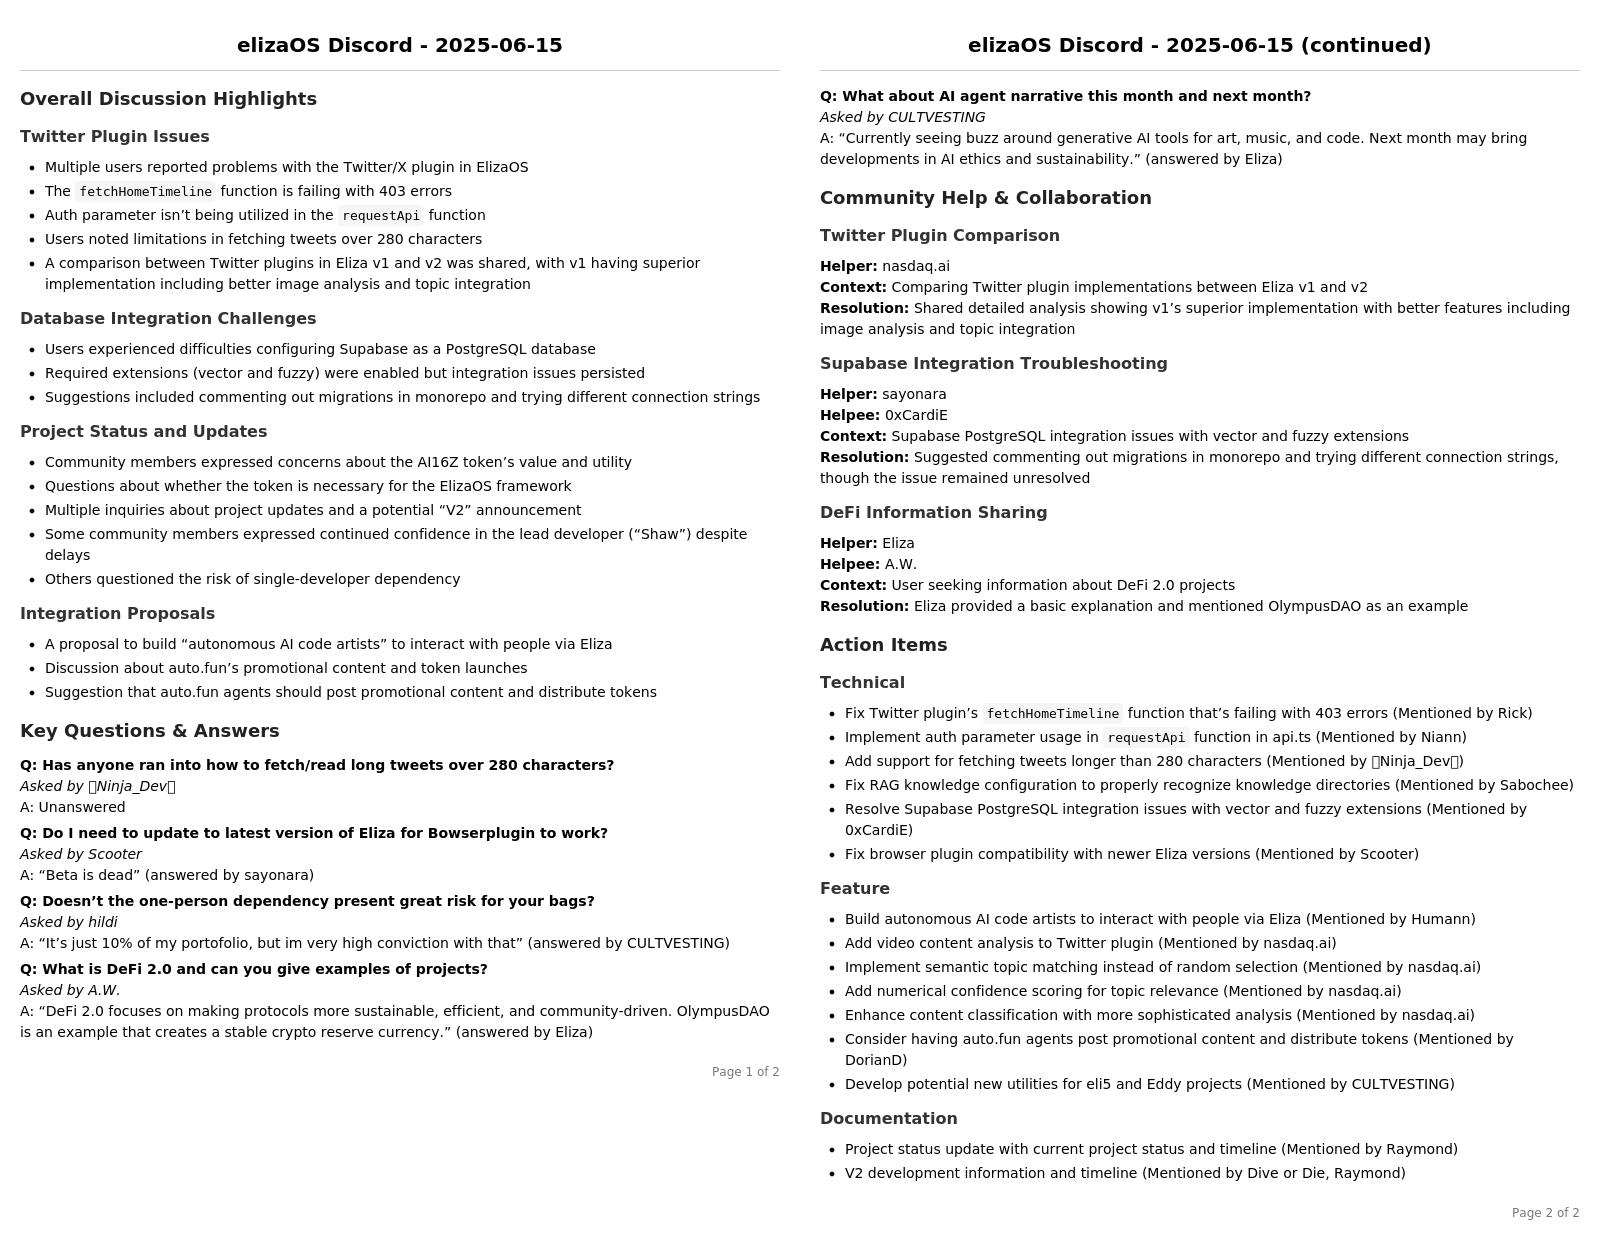 elizaOS Discord - 2025-06-15
Overall Discussion Highlights
Twitter Plugin Issues
• Multiple users reported problems with the Twitter/X plugin in ElizaOS
• The fetchHomeTimeline function is failing with 403 errors
• Auth parameter isn’t being utilized in the requestApi function
• Users noted limitations in fetching tweets over 280 characters
• A comparison between Twitter plugins in Eliza v1 and v2 was shared, with v1 having superior
implementation including better image analysis and topic integration
Database Integration Challenges
• Users experienced difficulties configuring Supabase as a PostgreSQL database
• Required extensions (vector and fuzzy) were enabled but integration issues persisted
• Suggestions included commenting out migrations in monorepo and trying different connection strings
Project Status and Updates
• Community members expressed concerns about the AI16Z token’s value and utility
• Questions about whether the token is necessary for the ElizaOS framework
• Multiple inquiries about project updates and a potential “V2” announcement
• Some community members expressed continued confidence in the lead developer (“Shaw”) despite
delays
• Others questioned the risk of single-developer dependency
Integration Proposals
• A proposal to build “autonomous AI code artists” to interact with people via Eliza
• Discussion about auto.fun’s promotional content and token launches
• Suggestion that auto.fun agents should post promotional content and distribute tokens
Key Questions & Answers
Q: Has anyone ran into how to fetch/read long tweets over 280 characters?
Asked by Ninja_Dev
A: Unanswered
Q: Do I need to update to latest version of Eliza for Bowserplugin to work?
Asked by Scooter
A: “Beta is dead” (answered by sayonara)
Q: Doesn’t the one-person dependency present great risk for your bags?
Asked by hildi
A: “It’s just 10% of my portofolio, but im very high conviction with that” (answered by CULTVESTING)
Q: What is DeFi 2.0 and can you give examples of projects?
Asked by A.W.
A: “DeFi 2.0 focuses on making protocols more sustainable, efficient, and community-driven. OlympusDAO
is an example that creates a stable crypto reserve currency.” (answered by Eliza)
Page 1 of 2
elizaOS Discord - 2025-06-15 (continued)
Q: What about AI agent narrative this month and next month?
Asked by CULTVESTING
A: “Currently seeing buzz around generative AI tools for art, music, and code. Next month may bring
developments in AI ethics and sustainability.” (answered by Eliza)
Community Help & Collaboration
Twitter Plugin Comparison
Helper: nasdaq.ai
Context: Comparing Twitter plugin implementations between Eliza v1 and v2
Resolution: Shared detailed analysis showing v1’s superior implementation with better features including
image analysis and topic integration
Supabase Integration Troubleshooting
Helper: sayonara
Helpee: 0xCardiE
Context: Supabase PostgreSQL integration issues with vector and fuzzy extensions
Resolution: Suggested commenting out migrations in monorepo and trying different connection strings,
though the issue remained unresolved
DeFi Information Sharing
Helper: Eliza
Helpee: A.W.
Context: User seeking information about DeFi 2.0 projects
Resolution: Eliza provided a basic explanation and mentioned OlympusDAO as an example
Action Items
Technical
• Fix Twitter plugin’s fetchHomeTimeline function that’s failing with 403 errors (Mentioned by Rick)
• Implement auth parameter usage in requestApi function in api.ts (Mentioned by Niann)
• Add support for fetching tweets longer than 280 characters (Mentioned by Ninja_Dev)
• Fix RAG knowledge configuration to properly recognize knowledge directories (Mentioned by Sabochee)
• Resolve Supabase PostgreSQL integration issues with vector and fuzzy extensions (Mentioned by
0xCardiE)
• Fix browser plugin compatibility with newer Eliza versions (Mentioned by Scooter)
Feature
• Build autonomous AI code artists to interact with people via Eliza (Mentioned by Humann)
• Add video content analysis to Twitter plugin (Mentioned by nasdaq.ai)
• Implement semantic topic matching instead of random selection (Mentioned by nasdaq.ai)
• Add numerical confidence scoring for topic relevance (Mentioned by nasdaq.ai)
• Enhance content classification with more sophisticated analysis (Mentioned by nasdaq.ai)
• Consider having auto.fun agents post promotional content and distribute tokens (Mentioned by
DorianD)
• Develop potential new utilities for eli5 and Eddy projects (Mentioned by CULTVESTING)
Documentation
• Project status update with current project status and timeline (Mentioned by Raymond)
• V2 development information and timeline (Mentioned by Dive or Die, Raymond)
Page 2 of 2